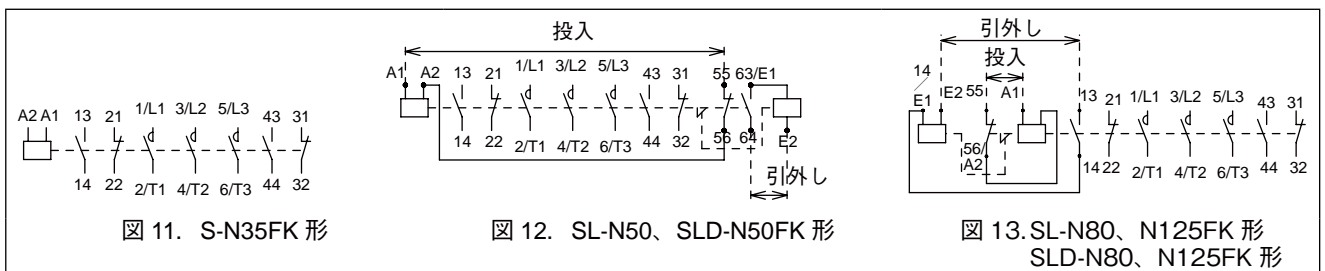 A2 A1 13 21 1/L1 3/L2 5/L3 43 31
14 22 2/T1 4/T2 6/T3 44 32
図 11. S-N35FK 形
投入
A1 A2 13 21 1/L1 3/L2 5/L3 43 31 55 63/E1
14 22 2/T1 4/T2 6/T3 44 32 56 64 E2
引外し
図 12. SL-N50、SLD-N50FK 形
引外し
投入
14
E1 E2 55 A1 13 21 1/L1 3/L2 5/L3 43 31
56/
A2
14 22 2/T1 4/T2 6/T3 44 32
図 13. SL-N80、N125FK 形
SLD-N80、N125FK 形